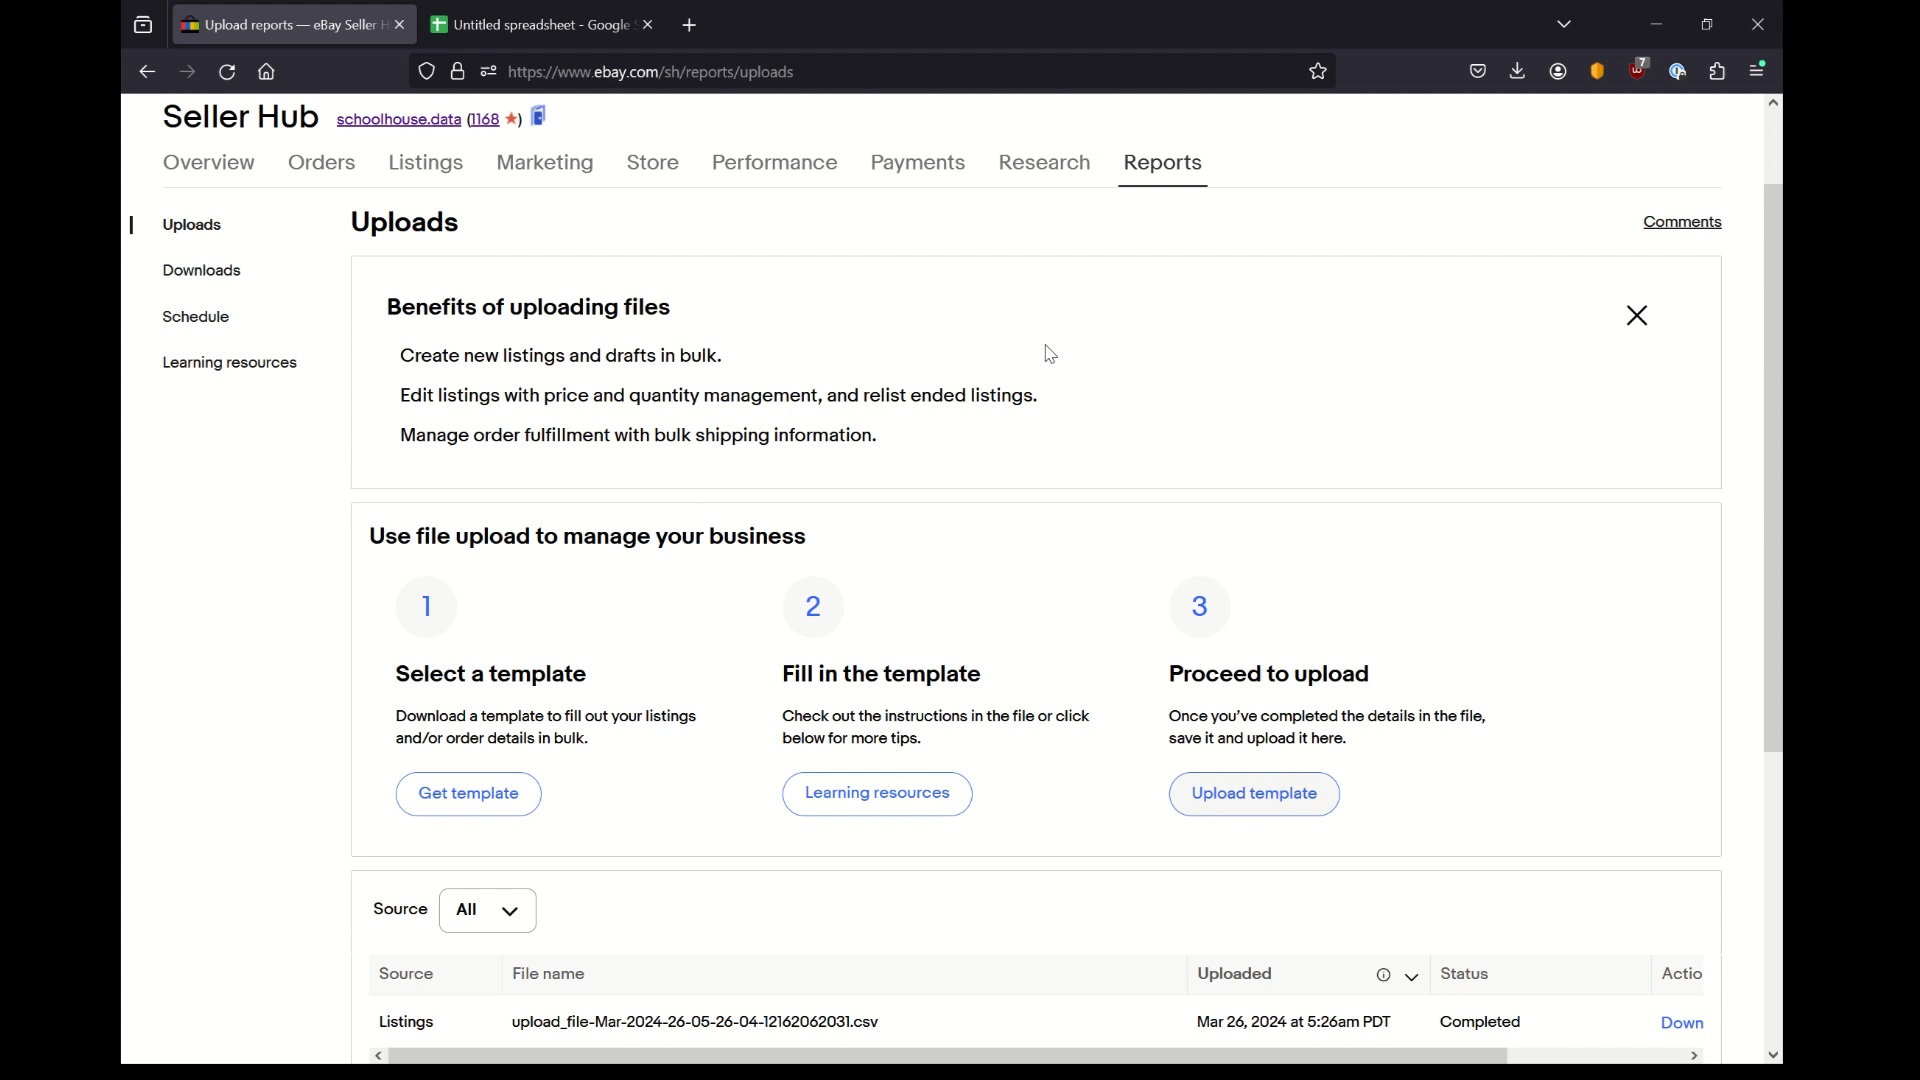 Upload reports — eBay Seller H
Untitled spreadsheet - Google S
https://www.ebay.com/sh/reports/uploads
7
Seller Hub schoolhouse.data (1168 ★)
Overview Orders Listings Marketing Store Performance Payments Research Reports
Uploads
Downloads
Schedule
Learning resources
Uploads
Comments
Benefits of uploading files
Create new listings and drafts in bulk.
Edit listings with price and quantity management, and relist ended listings.
Manage order fulfillment with bulk shipping information.
Use file upload to manage your business
1
Select a template
Download a template to fill out your listings
and/or order details in bulk.
Get template
2
Fill in the template
Check out the instructions in the file or click
below for more tips.
Learning resources
3
Proceed to upload
Once you've completed the details in the file,
save it and upload it here.
Upload template
Source All
Source File name Uploaded Status Actio
Listings upload_file-Mar-2024-26-05-26-04-12162062031.csv Mar 26, 2024 at 5:26am PDT Completed Down